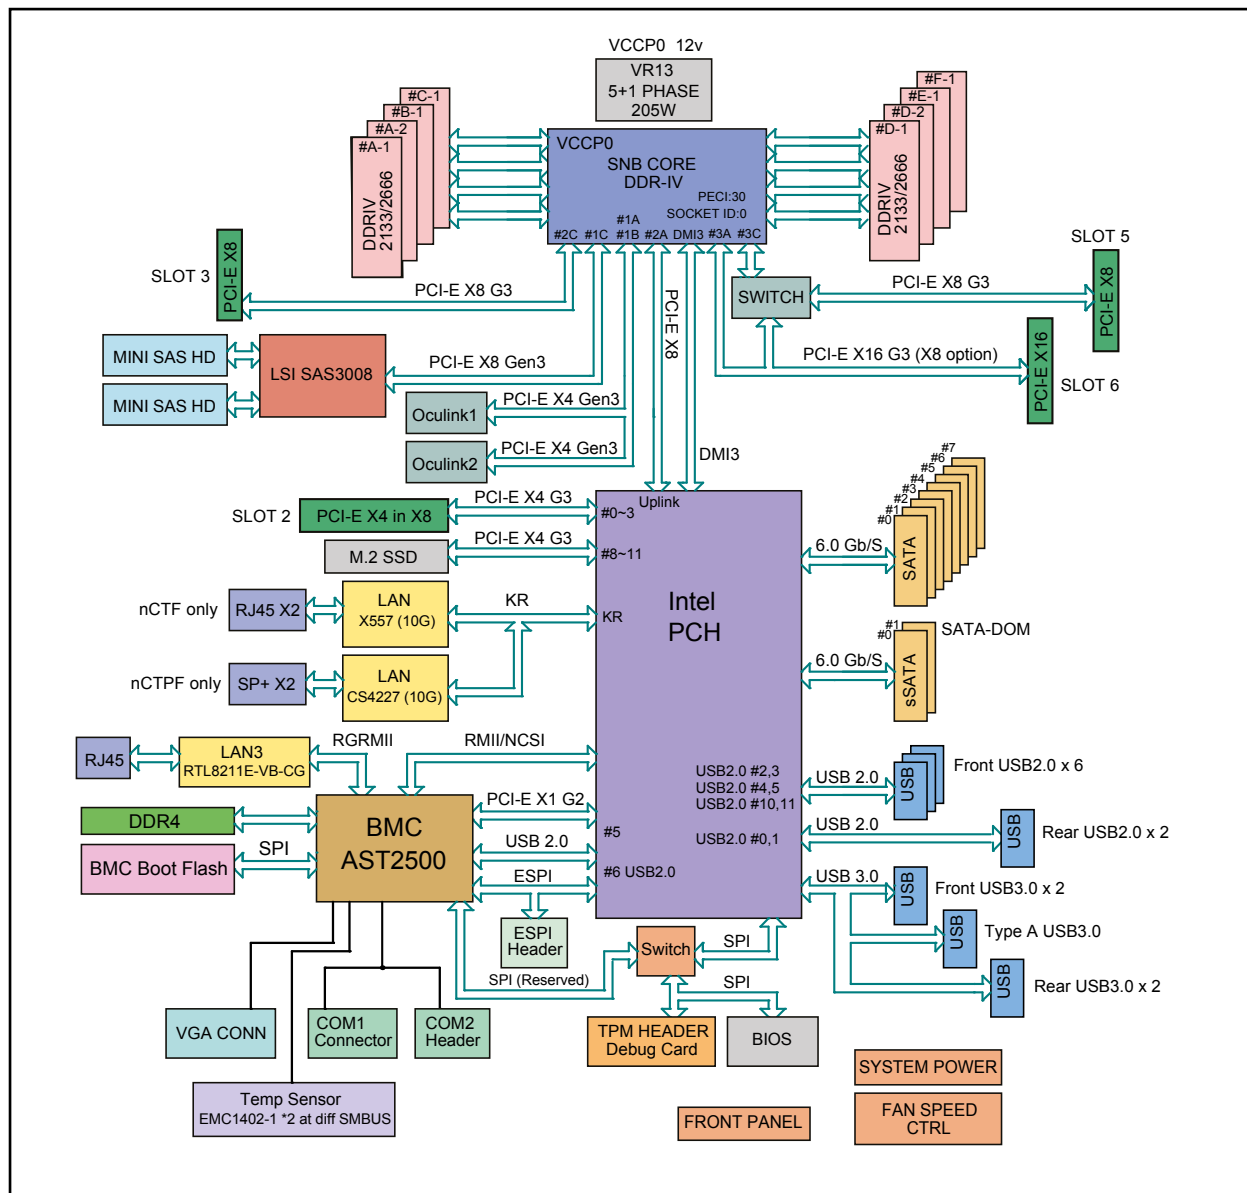 VCCP0 12v
VR13
5+1 PHASE
205W
#C-1
#B-1
#A-2
#A-1
DDRIV
2133/2666
#F-1
#E-1
#D-2
#D-1
DDRIV
2133/2666
VCCP0
SNB CORE
DDR-IV
PECI:30
SOCKET ID:0
#1A
#2C
#1C
#1B
#2A
DMI3
#3A
#3C
SLOT 3
PCI-E X8
PCI-E X8 G3
SLOT 5
PCI-E X8
SWITCH
PCI-E X8 G3
PCI-E X16 G3 (X8 option)
PCI-E X16
SLOT 6
MINI SAS HD
MINI SAS HD
LSI SAS3008
PCI-E X8 Gen3
Oculink1
PCI-E X4 Gen3
Oculink2
PCI-E X4 Gen3
PCI-E X8
DMI3
Uplink
SLOT 2
PCI-E X4 in X8
PCI-E X4 G3
#0~3
M.2 SSD
PCI-E X4 G3
#8~11
Intel
PCH
6.0 Gb/S
#7
#6
#5
#4
#3
#2
#1
#0
SATA
nCTF only
RJ45 X2
LAN
X557 (10G)
KR
KR
nCTPF only
SP+ X2
LAN
CS4227 (10G)
6.0 Gb/S
#1
#0
sSATA
SATA-DOM
RJ45
LAN3
RTL8211E-VB-CG
RGRMII
RMII/NCSI
DDR4
BMC Boot Flash
SPI
BMC
AST2500
PCI-E X1 G2
#5
USB 2.0
#6 USB2.0
ESPI
ESPI
Header
USB2.0 #2,3
USB2.0 #4,5
USB2.0 #10,11
USB2.0 #0,1
USB 2.0
USB
Front USB2.0 x 6
USB 2.0
USB
Rear USB2.0 x 2
USB 3.0
USB
Front USB3.0 x 2
USB
Type A USB3.0
USB
Rear USB3.0 x 2
Switch
SPI
SPI (Reserved)
SPI
VGA CONN
COM1
Connector
COM2
Header
TPM HEADER
Debug Card
BIOS
Temp Sensor
EMC1402-1 *2 at diff SMBUS
FRONT PANEL
SYSTEM POWER
FAN SPEED
CTRL